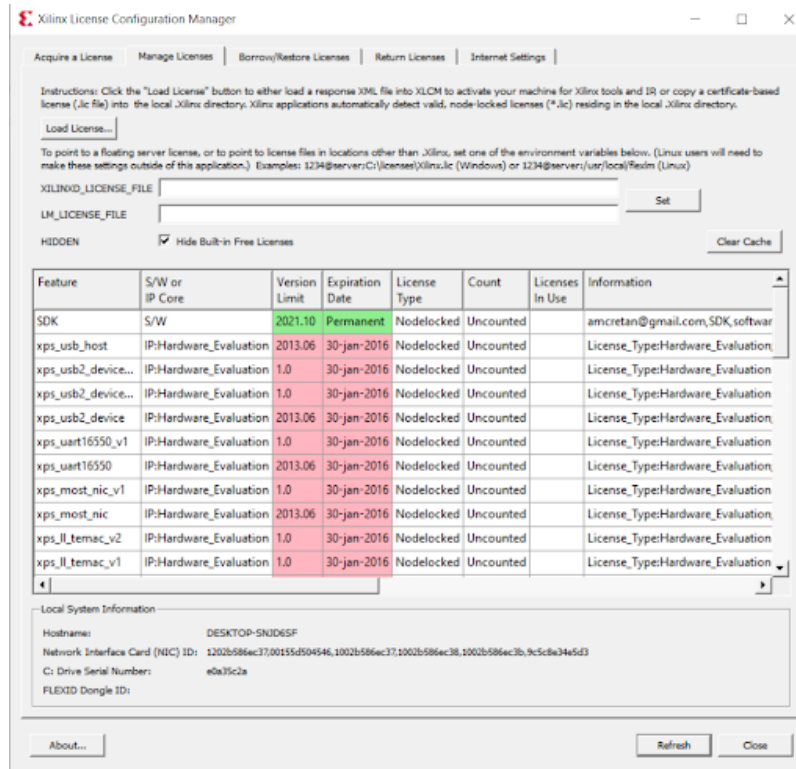 Xilinx License Configuration Manager
Acquire a License Manage Licenses Borrow/Restore Licenses Return Licenses Internet Settings
Instructions: Click the "Load License" button to either load a response XML file into XLCM to activate your machine for Xilinx tools and IP, or copy a certificate-based
license (.lic file) into the local .Xilinx directory. Xilinx applications automatically detect valid, node-locked licenses (*.lic) residing in the local .Xilinx directory.
Load License...
To point to a floating server license, or to point to license files in locations other than .Xilinx, set one of the environment variables below. (Linux users will need to
make these settings outside of this application.) Examples: 1234@server;C:\licenses\Xilinx.lic (Windows) or 1234@server:/usr/local/flexlm (Linux)
XILINXD_LICENSE_FILE
Set
LM_LICENSE_FILE
HIDDEN Hide Built-in Free Licenses Clear Cache
Feature S/W or IP Core Version Limit Expiration Date License Type Count Licenses In Use Information
SDK S/W 2021.10 Permanent Nodelocked Uncounted amcretan@gmail.com,SDK,softwar
xps_usb_host IP:Hardware_Evaluation 2013.06 30-jan-2016 Nodelocked Uncounted License_Type:Hardware_Evaluation,
xps_usb2_device... IP:Hardware_Evaluation 1.0 30-jan-2016 Nodelocked Uncounted License_Type:Hardware_Evaluation
xps_usb2_device... IP:Hardware_Evaluation 1.0 30-jan-2016 Nodelocked Uncounted License_Type:Hardware_Evaluation
xps_usb2_device IP:Hardware_Evaluation 2013.06 30-jan-2016 Nodelocked Uncounted License_Type:Hardware_Evaluation,
xps_uart16550_v1 IP:Hardware_Evaluation 1.0 30-jan-2016 Nodelocked Uncounted License_Type:Hardware_Evaluation
xps_uart16550 IP:Hardware_Evaluation 2013.06 30-jan-2016 Nodelocked Uncounted License_Type:Hardware_Evaluation,
xps_most_nic_v1 IP:Hardware_Evaluation 1.0 30-jan-2016 Nodelocked Uncounted License_Type:Hardware_Evaluation
xps_most_nic IP:Hardware_Evaluation 2013.06 30-jan-2016 Nodelocked Uncounted License_Type:Hardware_Evaluation,
xps_ll_temac_v2 IP:Hardware_Evaluation 1.0 30-jan-2016 Nodelocked Uncounted License_Type:Hardware_Evaluation
xps_ll_temac_v1 IP:Hardware_Evaluation 1.0 30-jan-2016 Nodelocked Uncounted License_Type:Hardware_Evaluation
Local System Information
Hostname: DESKTOP-SNJD6SF
Network Interface Card (NIC) ID: 1202b586ec37,00155d504546,1002b586ec37,1002b586ec38,1002b586ec3b,9c5c8e34e5d3
C: Drive Serial Number: e0a35c2a
FLEXID Dongle ID:
About... Refresh Close